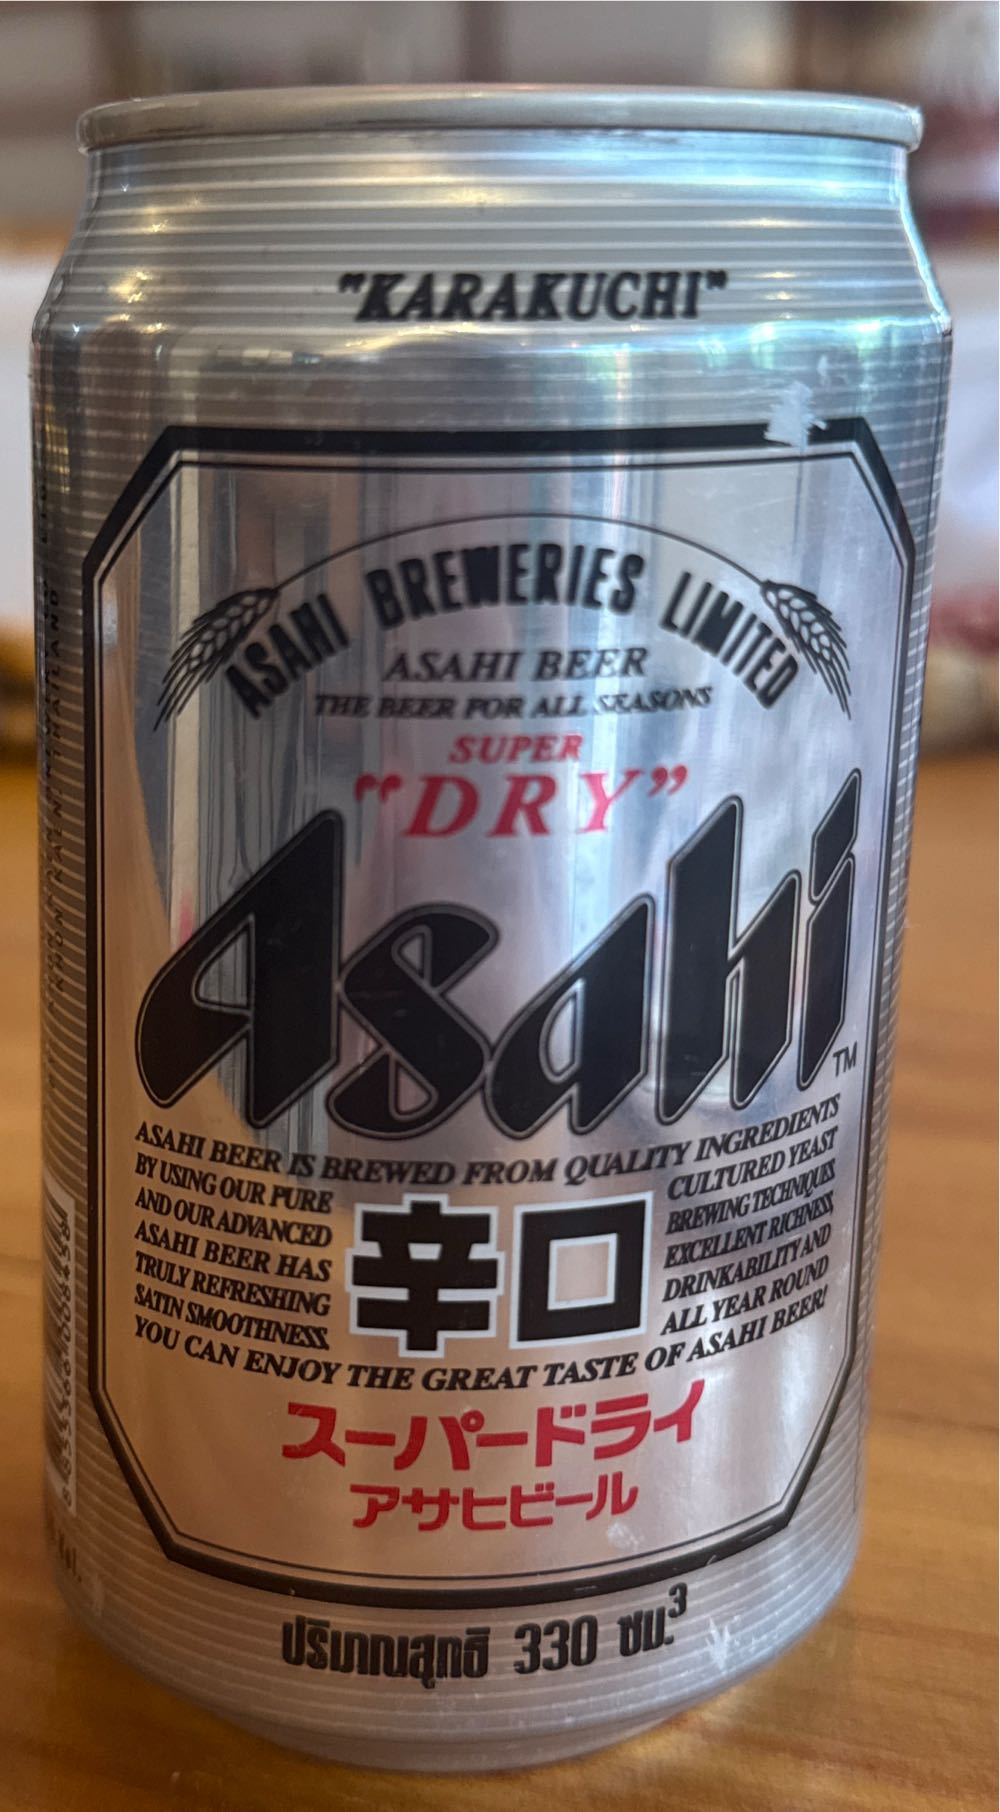 "KARAKUCHI"
ASAHI BREWERIES LIMITED
ASAHI BEER
THE BEER FOR ALL SEASONS
SUPER
"DRY"
Asahi
TM
ASAHI BEER IS BREWED FROM QUALITY INGREDIENTS
BY USING OUR PURE CULTURED YEAST
AND OUR ADVANCED BREWING TECHNIQUES.
ASAHI BEER HAS EXCELLENT RICHNESS,
TRULY REFRESHING DRINKABILITY AND
SATIN SMOOTHNESS. ALL YEAR ROUND
YOU CAN ENJOY THE GREAT TASTE OF ASAHI BEER!
辛口
スーパードライ
アサヒビール
ปริมาณสุทธิ 330 ซม.³
KHON KAEN THAILAND